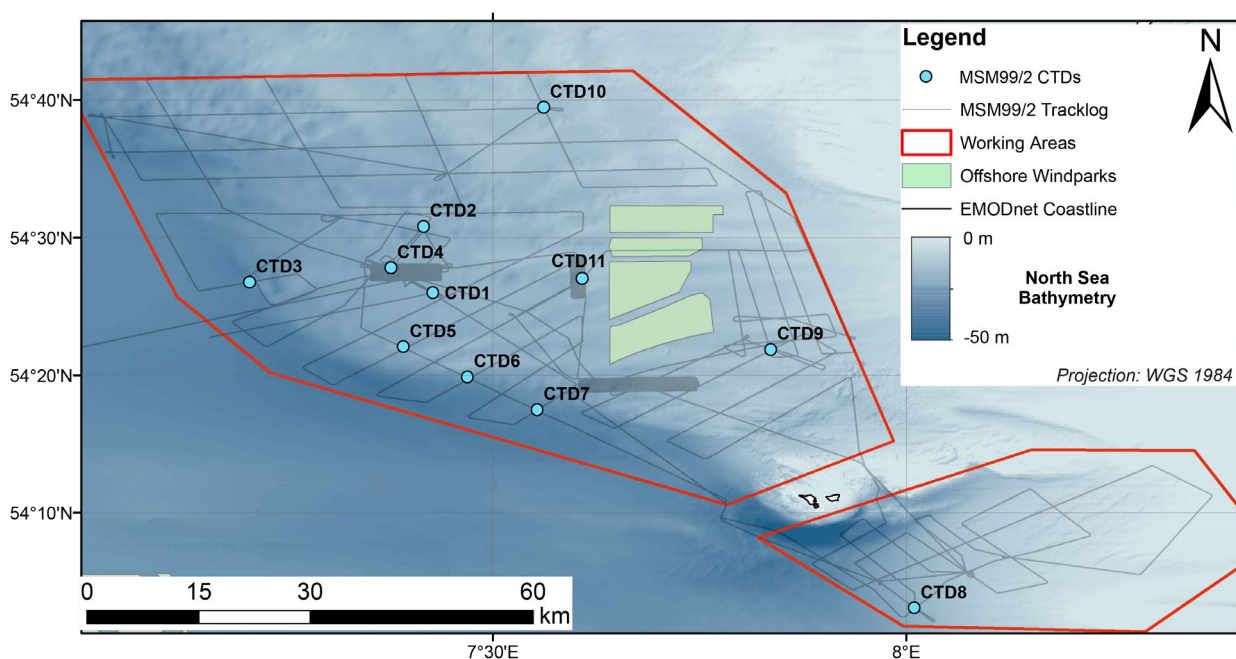 Legend
N
MSM99/2 CTDs
MSM99/2 Tracklog
Working Areas
Offshore Windparks
EMODnet Coastline
0 m
North Sea
Bathymetry
-50 m
Projection: WGS 1984
54°40'N
54°30'N
54°20'N
54°10'N
CTD10
CTD2
CTD4
CTD3
CTD11
CTD1
CTD5
CTD9
CTD6
CTD7
CTD8
0 15 30 60
km
7°30'E
8°E